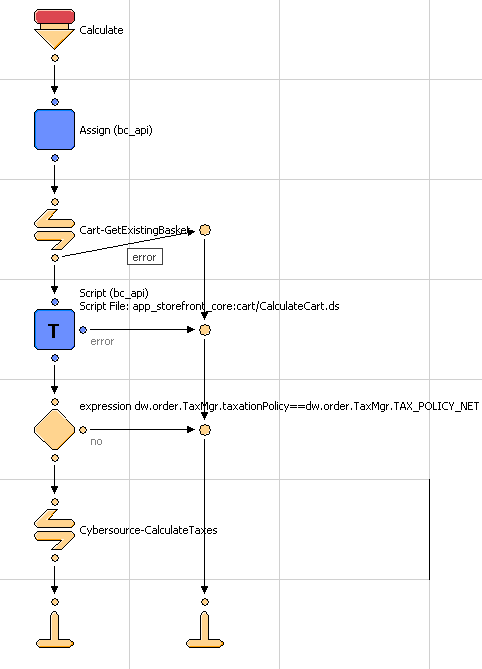 Calculate
Assign (bc_api)
Cart-GetExistingBasket
error
Script (bc_api)
Script File: app_storefront_core:cart/CalculateCart.ds
T
error
expression dw.order.TaxMgr.taxationPolicy==dw.order.TaxMgr.TAX_POLICY_NET
no
Cybersource-CalculateTaxes